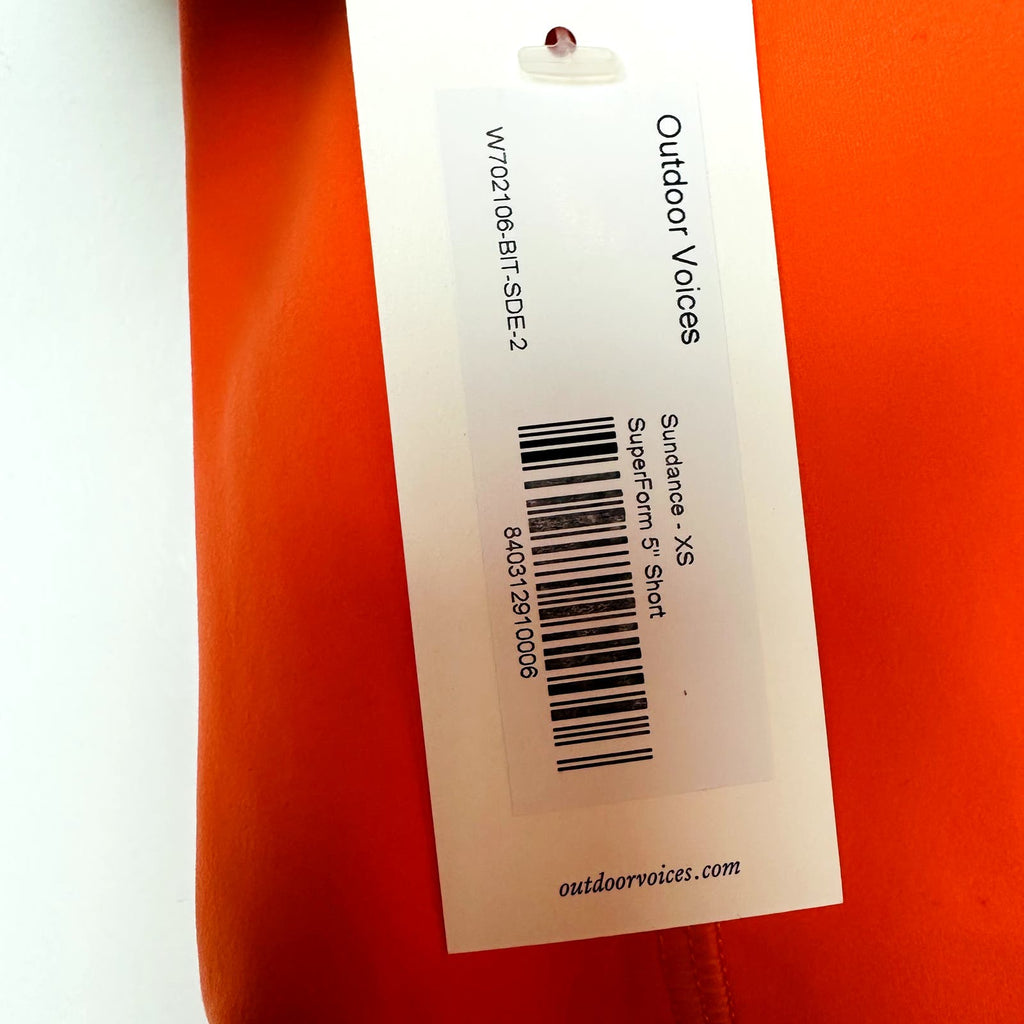 Outdoor Voices
Sundance - XS
SuperForm 5" Short
840312910006
W702106-BIT-SDE-2
outdoorvoices.com